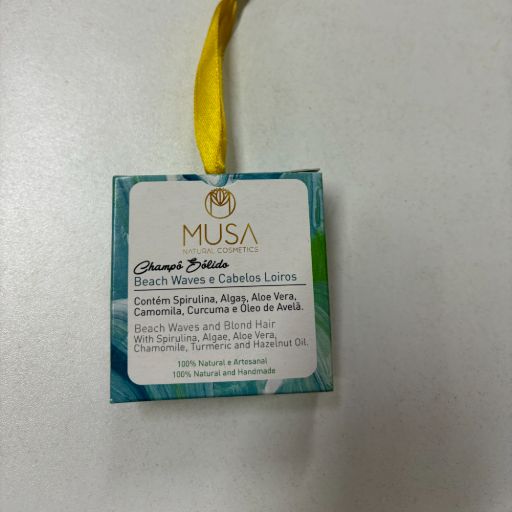 MUSA
NATURAL COSMETICS
Champô Sólido
Beach Waves e Cabelos Loiros
Contém Spirulina, Algas, Aloe Vera,
Camomila, Curcuma e Óleo de Avelã.
Beach Waves and Blond Hair
With Spirulina, Algae, Aloe Vera,
Chamomile, Turmeric and Hazelnut Oil.
100% Natural e Artesanal
100% Natural and Handmade